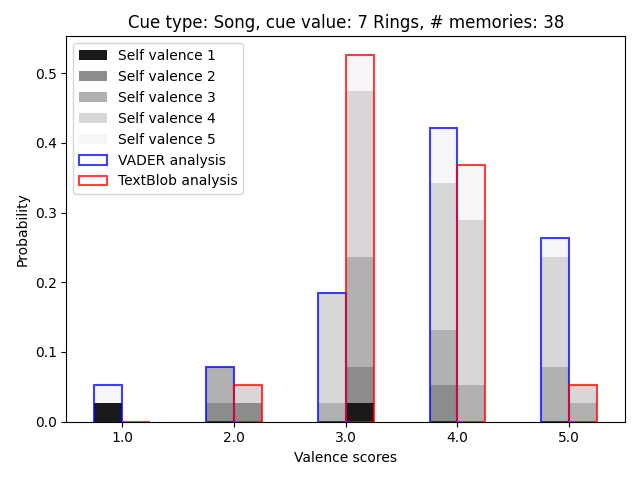 Cue type: Song, cue value: 7 Rings, # memories: 38
Self valence 1
Self valence 2
Self valence 3
Self valence 4
Self valence 5
VADER analysis
TextBlob analysis
Probability
0.5
0.4
0.3
0.2
0.1
0.0
1.0 2.0 3.0 4.0 5.0
Valence scores